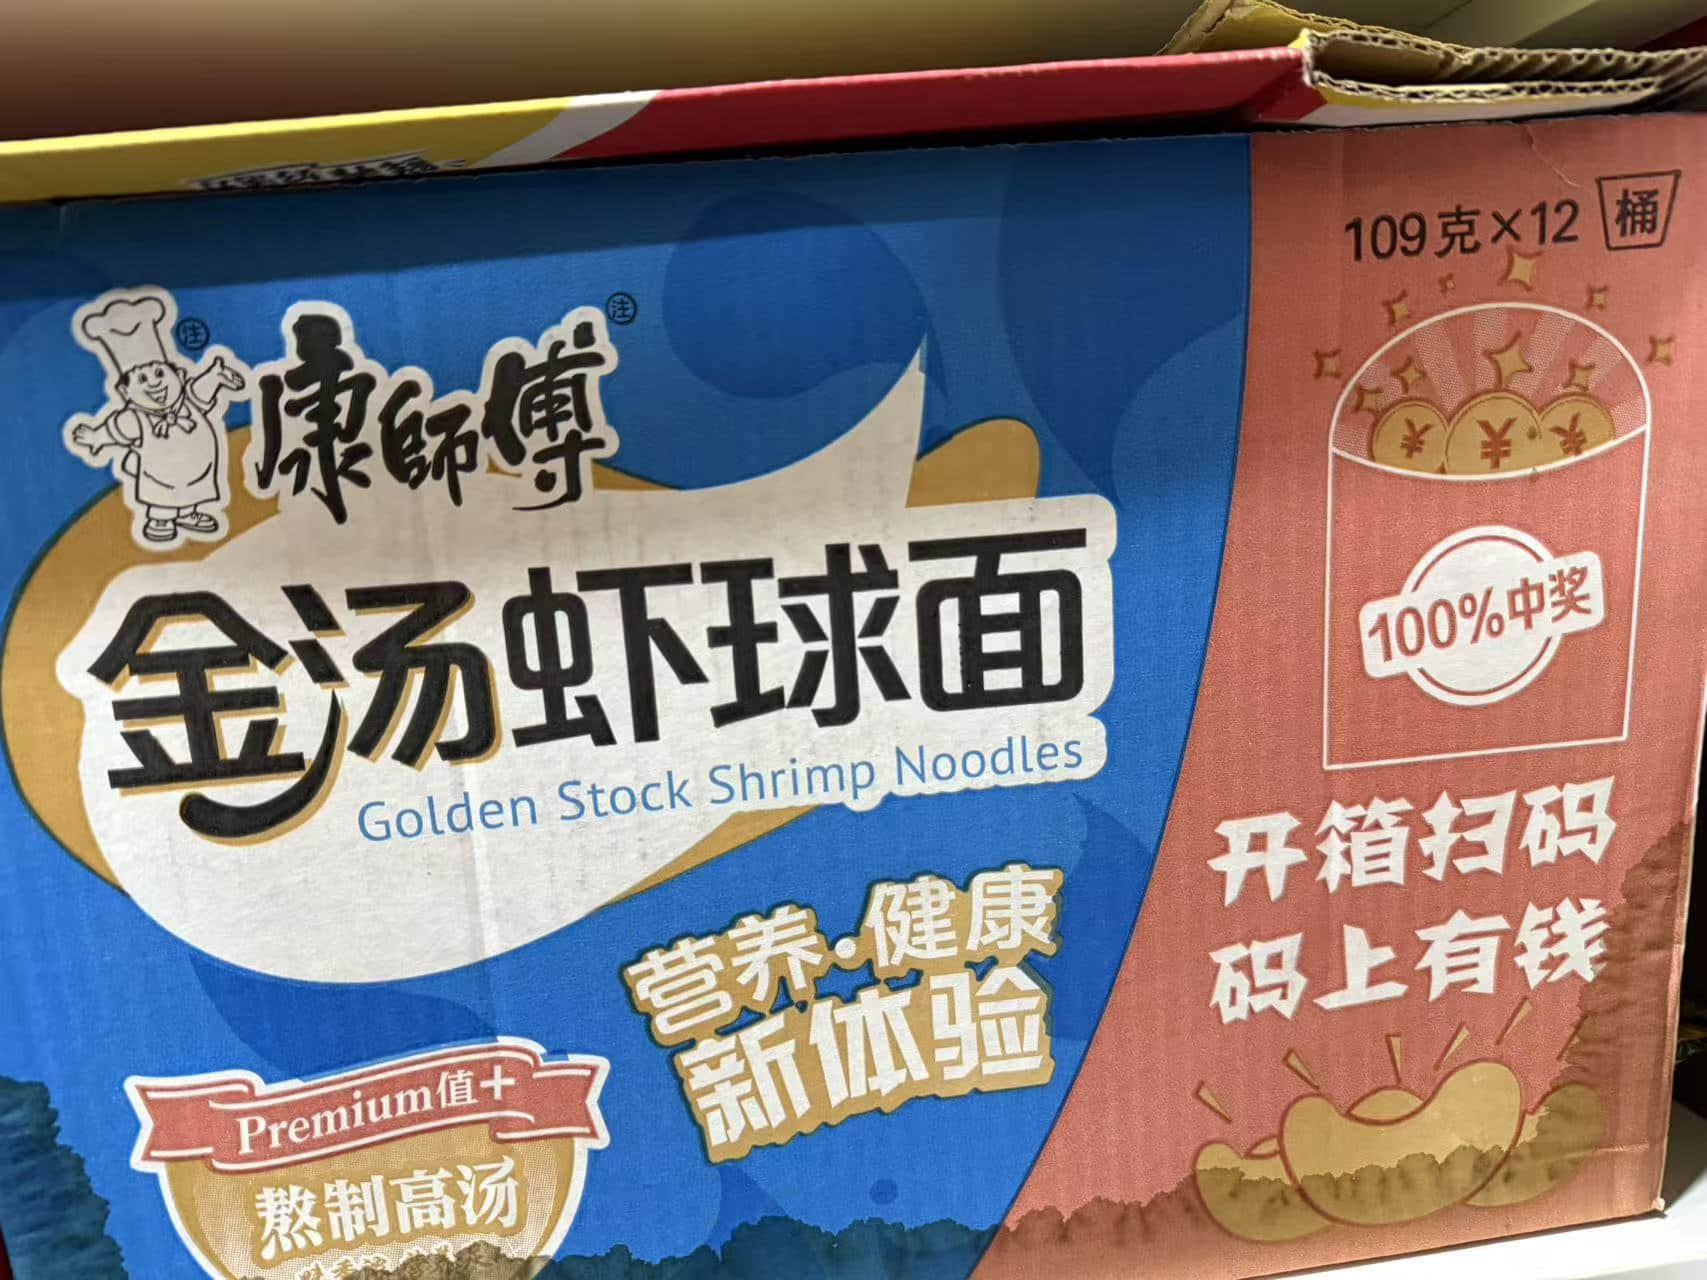 109克×12 桶
注
康師傅 注
金汤虾球面
Golden Stock Shrimp Noodles
营养·健康
新体验
Premium值+
熬制高汤
¥ ¥ ¥
100%中奖
开箱扫码
码上有钱